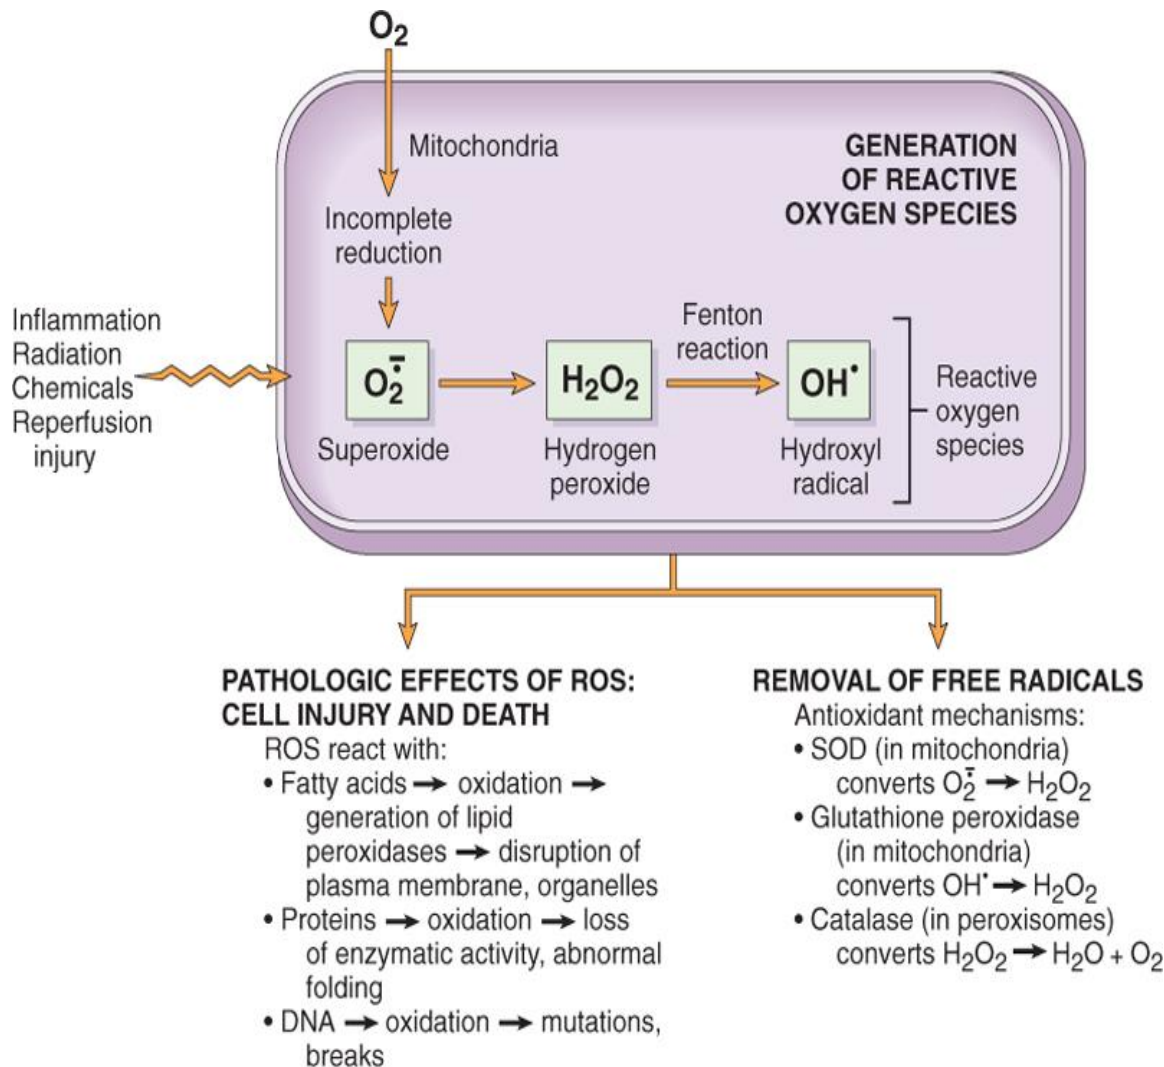 O₂
Mitochondria
GENERATION
OF REACTIVE
OXYGEN SPECIES
Incomplete
reduction
Inflammation
Radiation
Chemicals
Reperfusion
injury
Fenton
reaction
O₂•̄
H₂O₂
OH•
Superoxide
Hydrogen
peroxide
Hydroxyl
radical
Reactive
oxygen
species
PATHOLOGIC EFFECTS OF ROS:
CELL INJURY AND DEATH
ROS react with:
• Fatty acids → oxidation →
generation of lipid
peroxidases → disruption of
plasma membrane, organelles
• Proteins → oxidation → loss
of enzymatic activity, abnormal
folding
• DNA → oxidation → mutations,
breaks
REMOVAL OF FREE RADICALS
Antioxidant mechanisms:
• SOD (in mitochondria)
converts O₂•̄ → H₂O₂
• Glutathione peroxidase
(in mitochondria)
converts OH• → H₂O₂
• Catalase (in peroxisomes)
converts H₂O₂ → H₂O + O₂